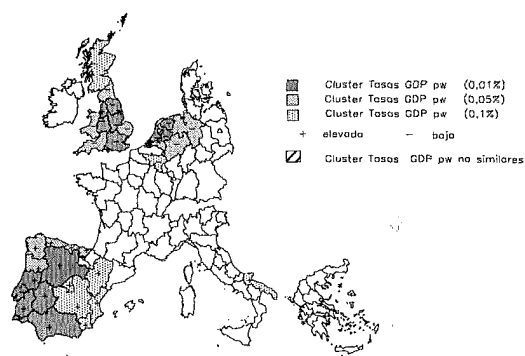 Cluster Tasas GDP pw (0,01%)
Cluster Tasas GDP pw (0,05%)
Cluster Tasas GDP pw (0,1%)
+ elevada - baja
Cluster Tasas GDP pw no similares